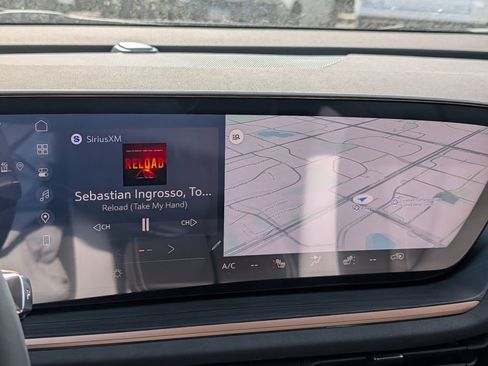 SiriusXM
RELOAD
Sebastian Ingrosso, To...
Reload (Take My Hand)
CH
CH
A/C -- --